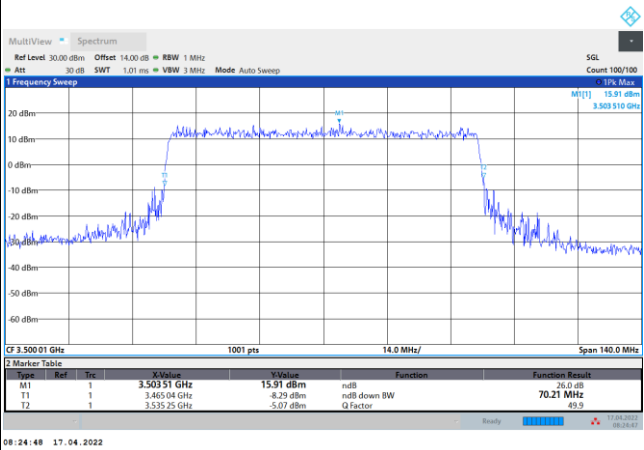 MultiView Spectrum
Ref Level 30.00 dBm Offset 14.00 dB RBW 1 MHz SGL
Att 30 dB SWT 1.01 ms VBW 3 MHz Mode Auto Sweep Count 100/100
1 Frequency Sweep 1Pk Max
M1[1] 15.91 dBm
3.503 510 GHz
M1
20 dBm
10 dBm
0 dBm
T1
T2
-10 dBm
-20 dBm
-30 dBm
-40 dBm
-50 dBm
-60 dBm
CF 3.500 01 GHz 1001 pts 14.0 MHz/ Span 140.0 MHz
2 Marker Table
Type Ref Trc X-Value Y-Value Function Function Result
M1 1 3.503 51 GHz 15.91 dBm ndB 26.0 dB
T1 1 3.465 04 GHz -8.29 dBm ndB down BW 70.21 MHz
T2 1 3.535 25 GHz -5.07 dBm Q Factor 49.9
Ready 17.04.2022
08:24:47
08:24:48 17.04.2022